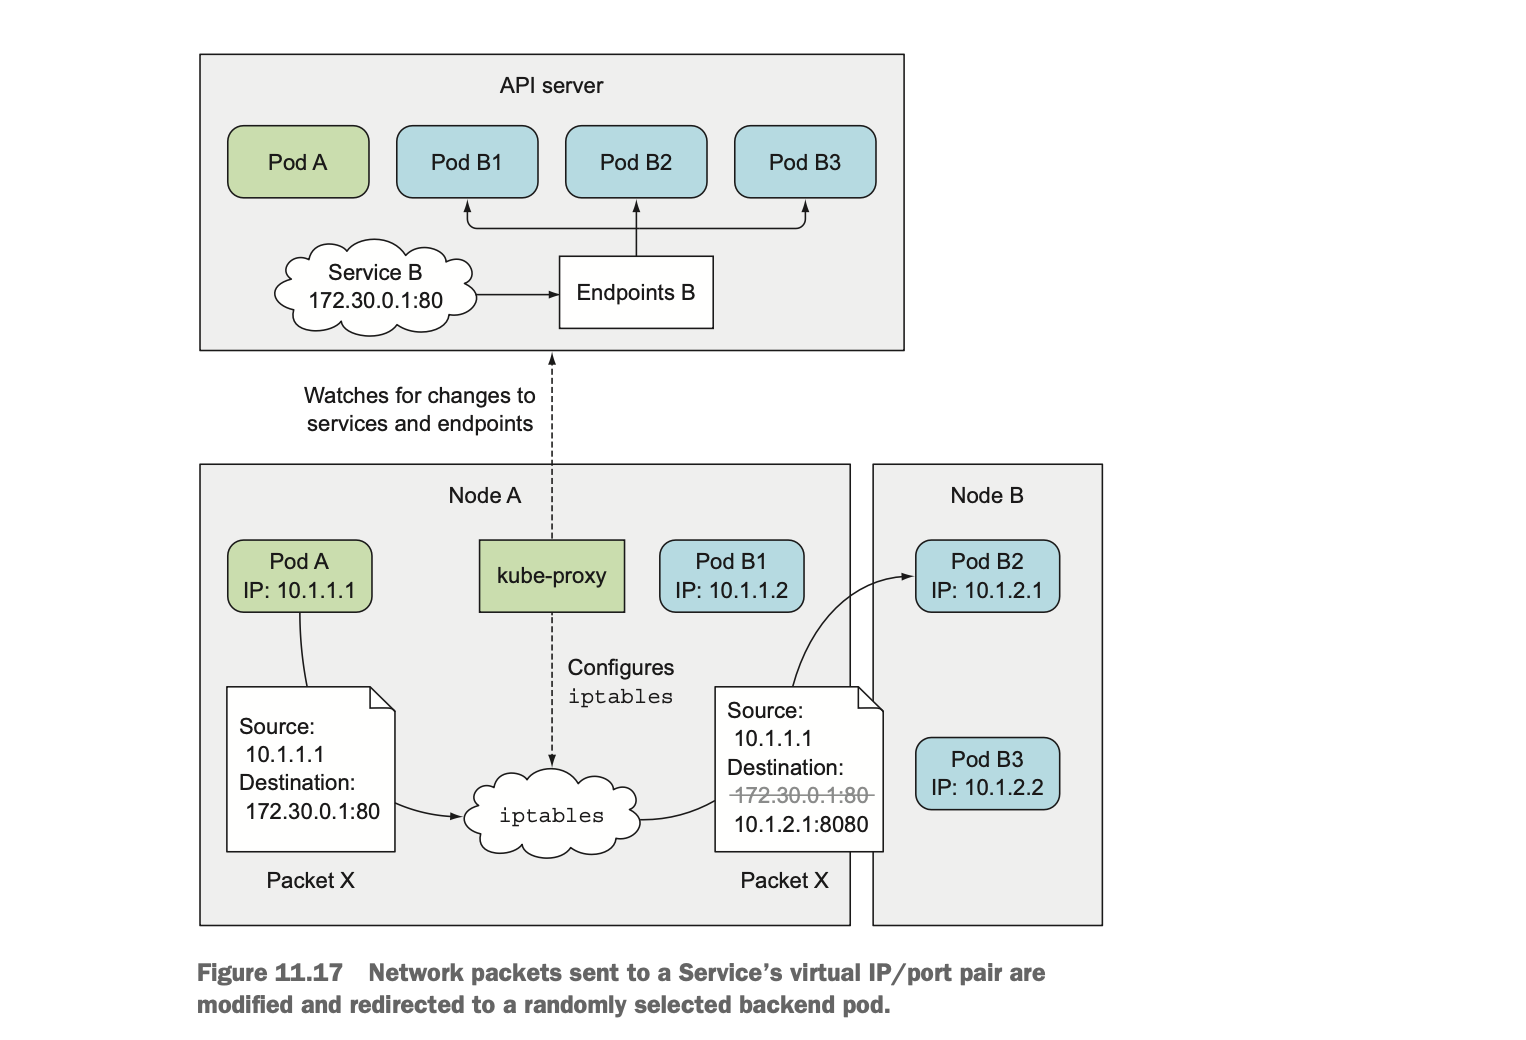 API server
Pod A
Pod B1
Pod B2
Pod B3
Service B
172.30.0.1:80
Endpoints B
Watches for changes to
services and endpoints
Node A
Node B
Pod A
IP: 10.1.1.1
kube-proxy
Pod B1
IP: 10.1.1.2
Pod B2
IP: 10.1.2.1
Configures
iptables
Source:
10.1.1.1
Destination:
172.30.0.1:80
Packet X
iptables
Source:
10.1.1.1
Destination:
172.30.0.1:80
10.1.2.1:8080
Packet X
Pod B3
IP: 10.1.2.2
Figure 11.17 Network packets sent to a Service’s virtual IP/port pair are
modified and redirected to a randomly selected backend pod.